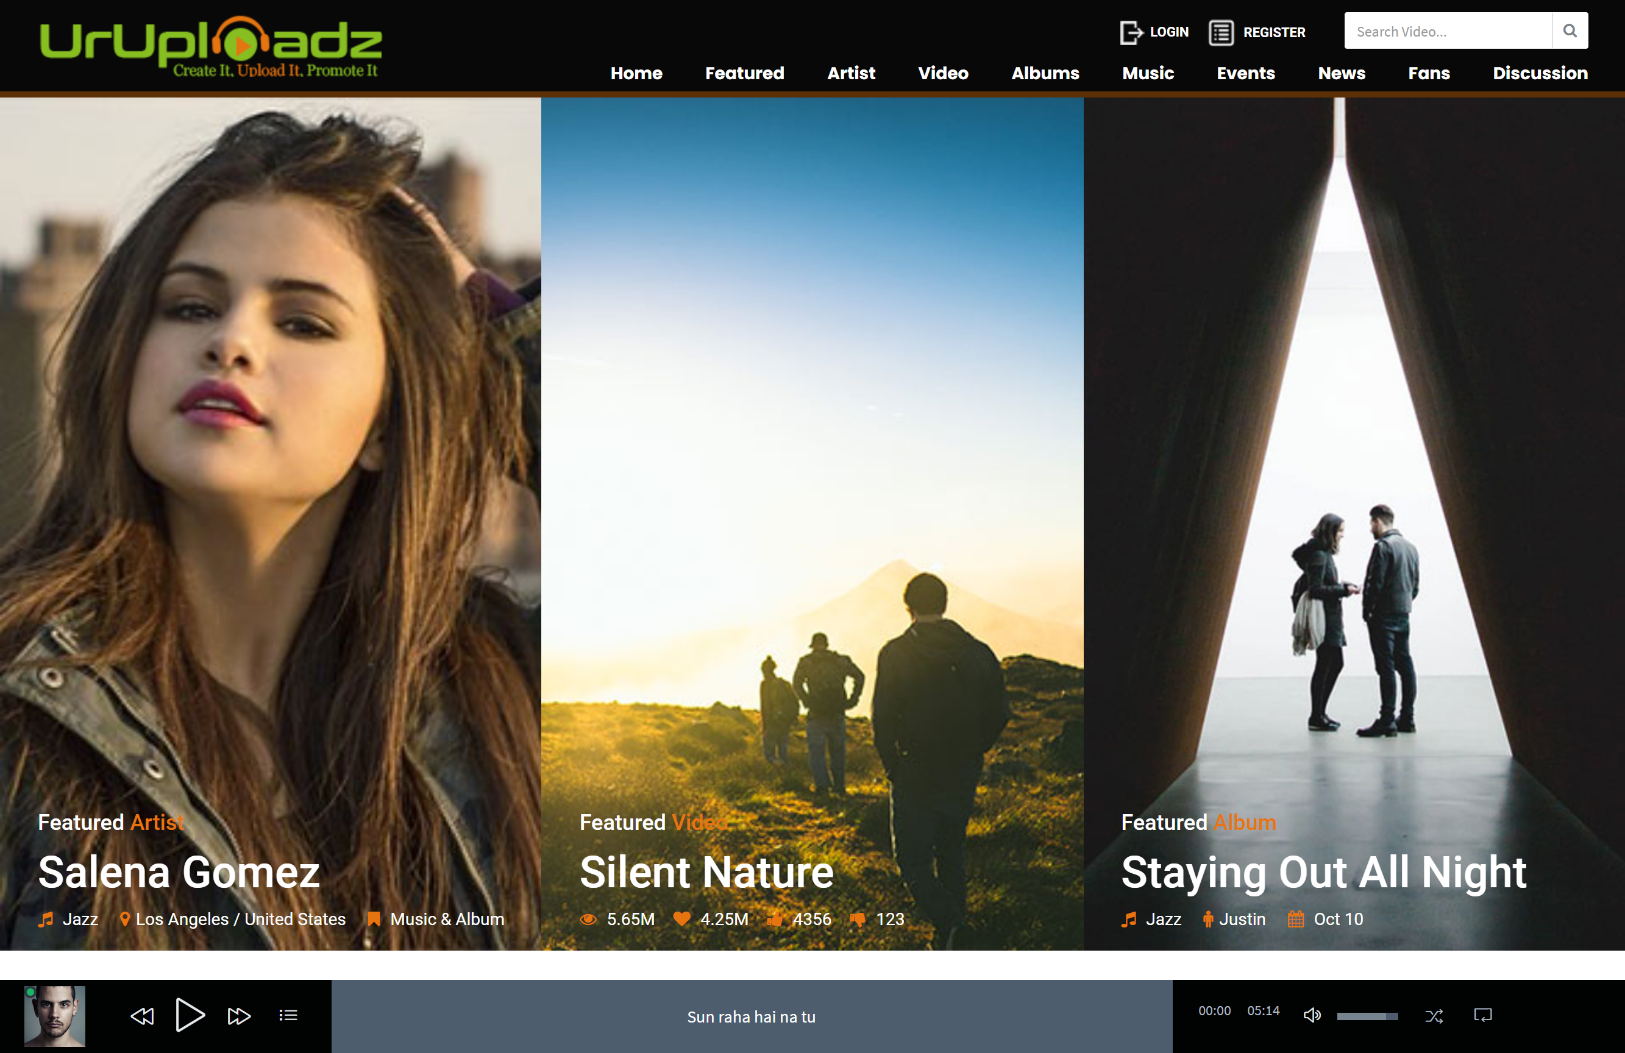 UrUploadz
Create It, Upload It, Promote It
LOGIN
REGISTER
Search Video...
Home
Featured
Artist
Video
Albums
Music
Events
News
Fans
Discussion
Featured Artist
Salena Gomez
Jazz
Los Angeles / United States
Music & Album
Featured Video
Silent Nature
5.65M
4.25M
4356
123
Featured Album
Staying Out All Night
Jazz
Justin
Oct 10
Sun raha hai na tu
00:00
05:14